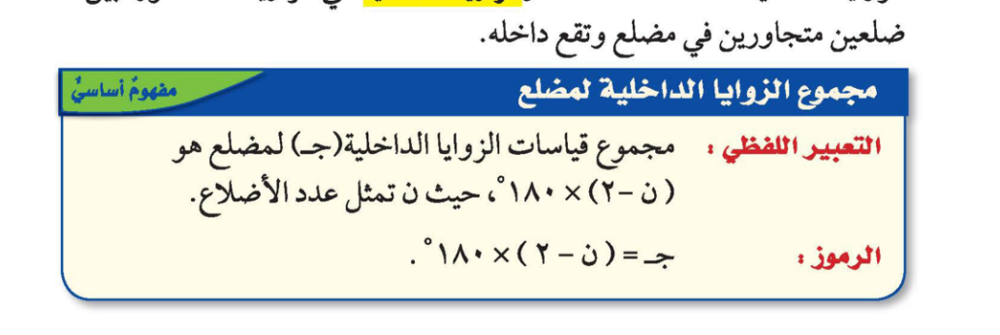 ضلعين متجاورين في مضلع وتقع داخله.
مجموع الزوايا الداخلية لمضلع
مفهومٌ أساسيٌّ
التعبير اللفظي : مجموع قياسات الزوايا الداخلية(جـ) لمضلع هو
(ن -٢) × ١٨٠°، حيث ن تمثل عدد الأضلاع.
الرموز : جـ = (ن - ٢) × ١٨٠°.